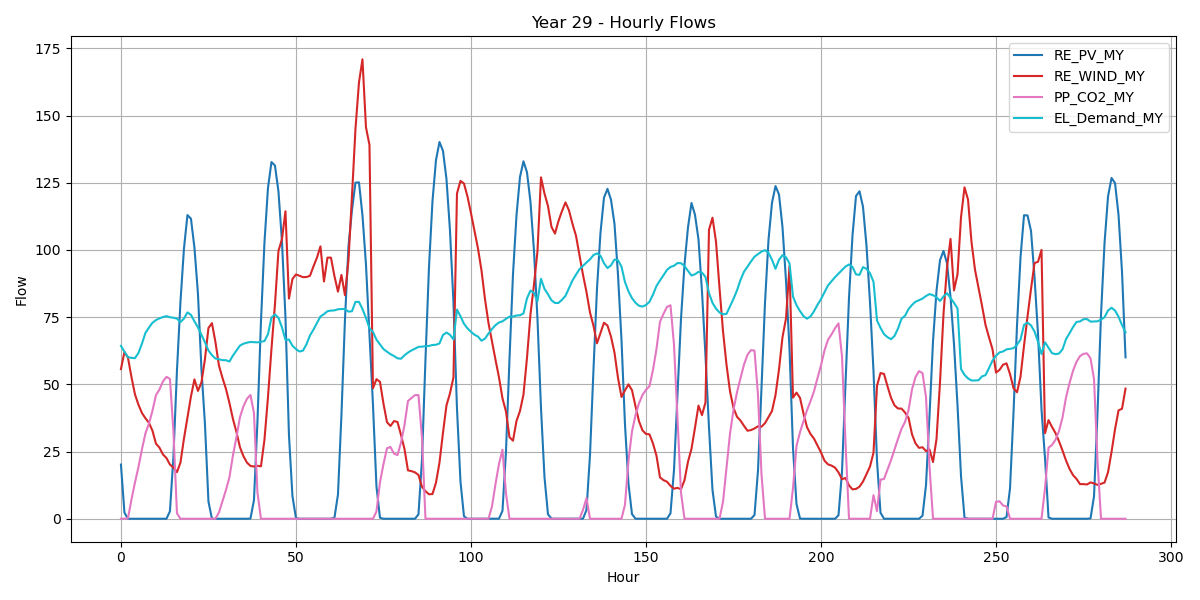 Year 29 - Hourly Flows
175
150
125
100
75
50
25
0
Flow
0
50
100
150
200
250
300
Hour
RE_PV_MY
RE_WIND_MY
PP_CO2_MY
EL_Demand_MY